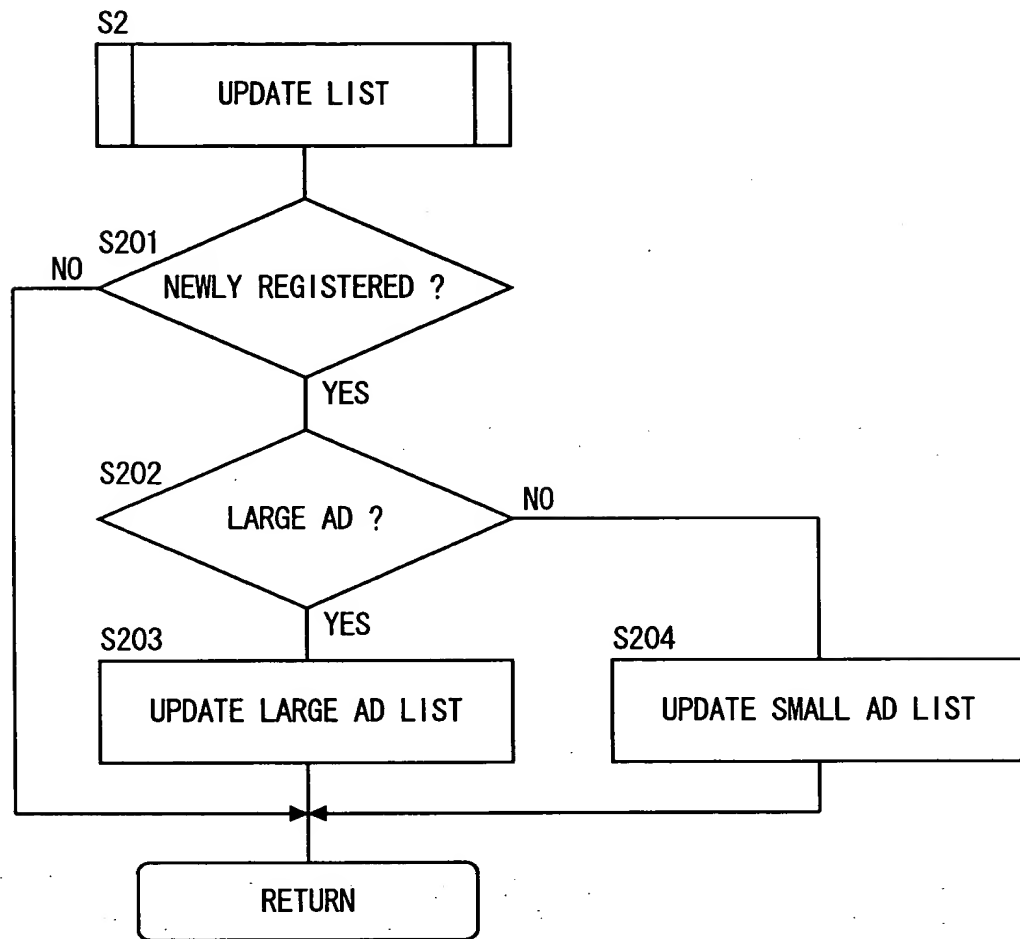 S2
UPDATE LIST
S201
NO
NEWLY REGISTERED ?
YES
S202
NO
LARGE AD ?
YES
S203
S204
UPDATE LARGE AD LIST
UPDATE SMALL AD LIST
RETURN